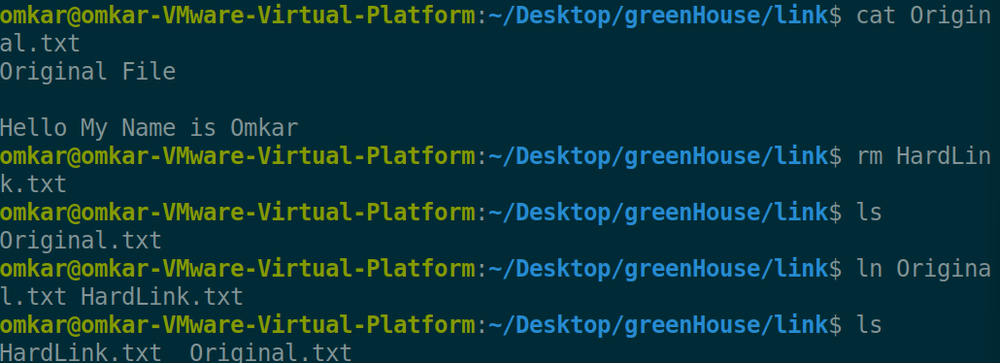 omkar@omkar-VMware-Virtual-Platform:~/Desktop/greenHouse/link$ cat Origin
al.txt
Original File

Hello My Name is Omkar
omkar@omkar-VMware-Virtual-Platform:~/Desktop/greenHouse/link$ rm HardLin
k.txt
omkar@omkar-VMware-Virtual-Platform:~/Desktop/greenHouse/link$ ls
Original.txt
omkar@omkar-VMware-Virtual-Platform:~/Desktop/greenHouse/link$ ln Origina
l.txt HardLink.txt
omkar@omkar-VMware-Virtual-Platform:~/Desktop/greenHouse/link$ ls
HardLink.txt  Original.txt